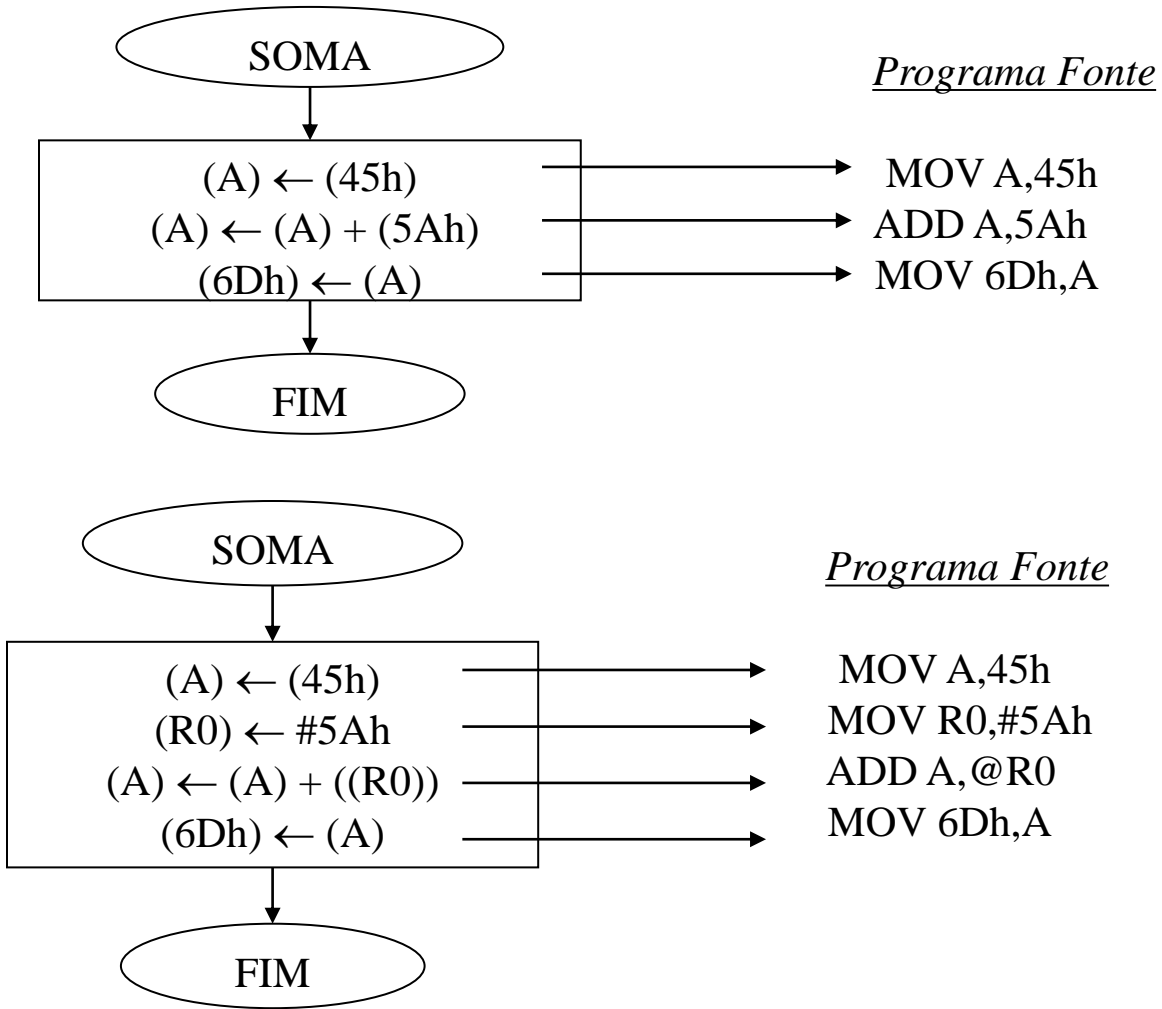 SOMA
Programa Fonte
(A) ← (45h)
MOV A,45h
(A) ← (A) + (5Ah)
ADD A,5Ah
(6Dh) ← (A)
MOV 6Dh,A
FIM
SOMA
Programa Fonte
(A) ← (45h)
MOV A,45h
(R0) ← #5Ah
MOV R0,#5Ah
(A) ← (A) + ((R0))
ADD A,@R0
(6Dh) ← (A)
MOV 6Dh,A
FIM